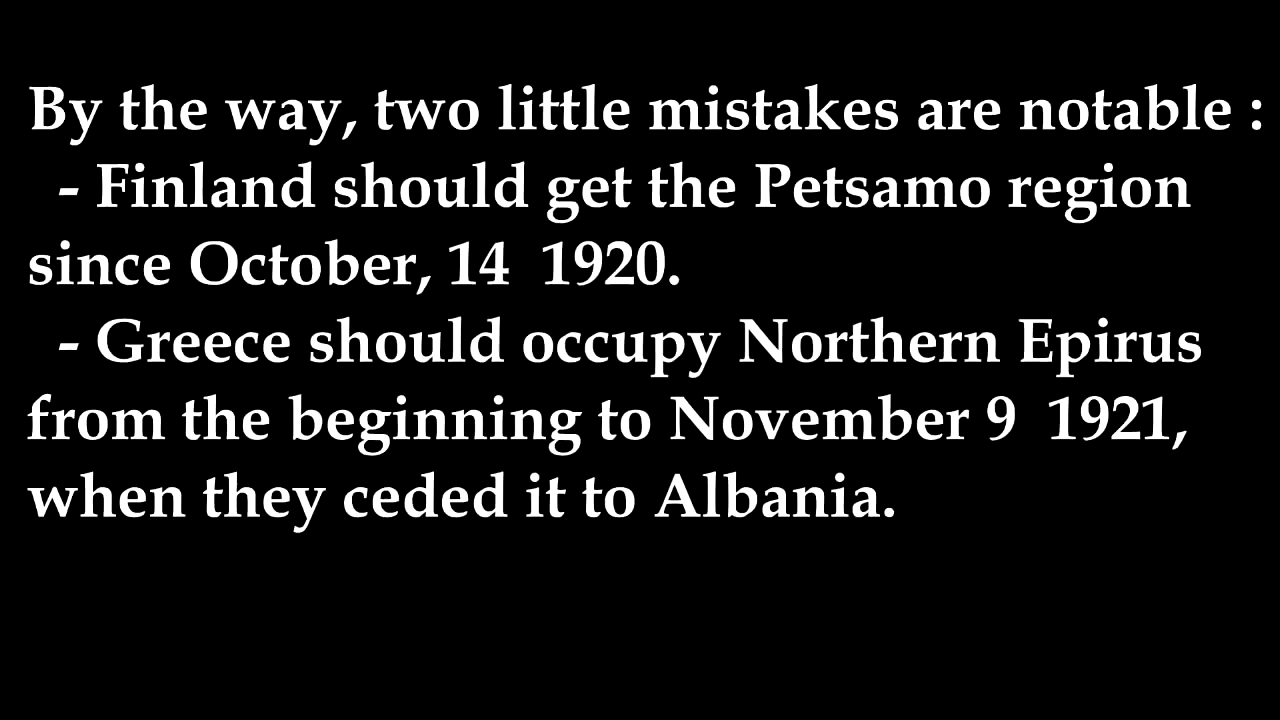 By the way, two little mistakes are notable :
- Finland should get the Petsamo region
since October, 14  1920.
- Greece should occupy Northern Epirus
from the beginning to November 9  1921,
when they ceded it to Albania.